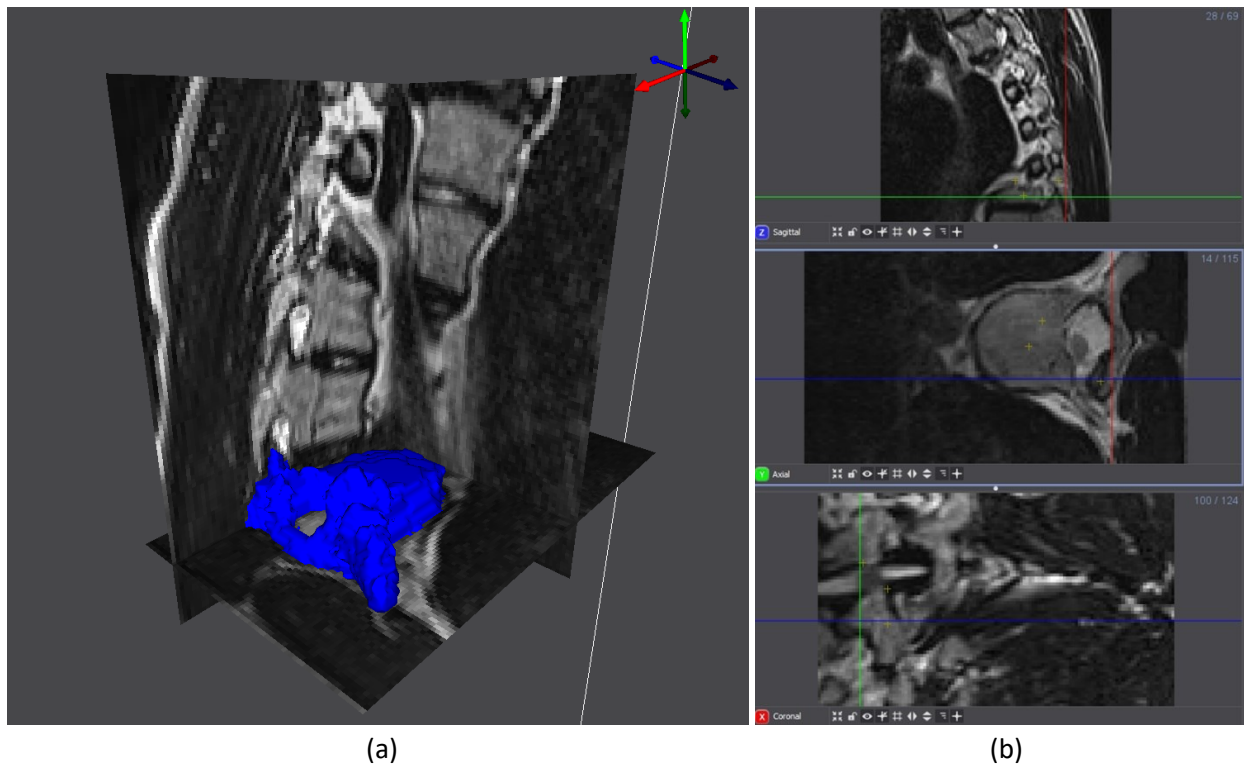 28 / 69
Z Sagittal
14 / 115
Y Axial
100 / 124
X Coronal
(a)
(b)